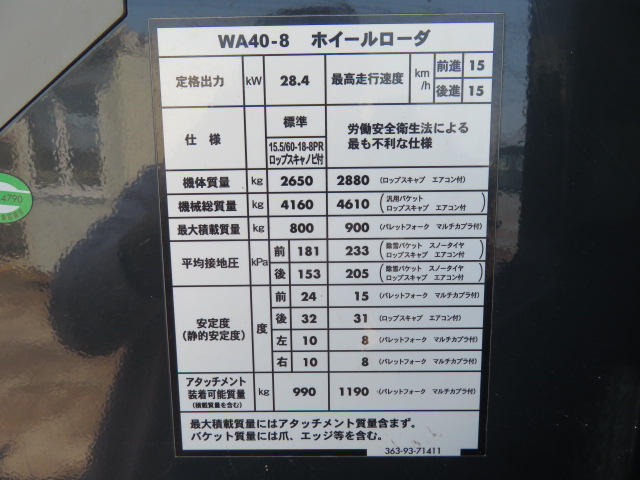 WA40-8 ホイールローダ
定格出力 kW 28.4 最高走行速度 km/h 前進 15
後進 15
仕様 標準 15.5/60-18-8PR ロップスキャノピ付 労働安全衛生法による 最も不利な仕様
機体質量 kg 2650 2880 (ロップスキャブ エアコン付)
機械総質量 kg 4160 4610 (汎用バケット ロップスキャブ エアコン付)
最大積載質量 kg 800 900 (パレットフォーク マルチカプラ付)
平均接地圧 kPa 前 181 233 (除雪バケット スノータイヤ ロップスキャブ エアコン付)
後 153 205 (除雪バケット スノータイヤ ロップスキャブ エアコン付)
安定度 (静的安定度) 度 前 24 15 (パレットフォーク マルチカプラ付)
後 32 31 (ロップスキャブ エアコン付)
左 10 8 (パレットフォーク マルチカプラ付)
右 10 8 (パレットフォーク マルチカプラ付)
アタッチメント 装着可能質量 (積載質量を含む) kg 990 1190 (パレットフォーク マルチカプラ付)
最大積載質量にはアタッチメント質量含まず。
バケット質量には爪、エッジ等を含む。
363-93-71411
4790